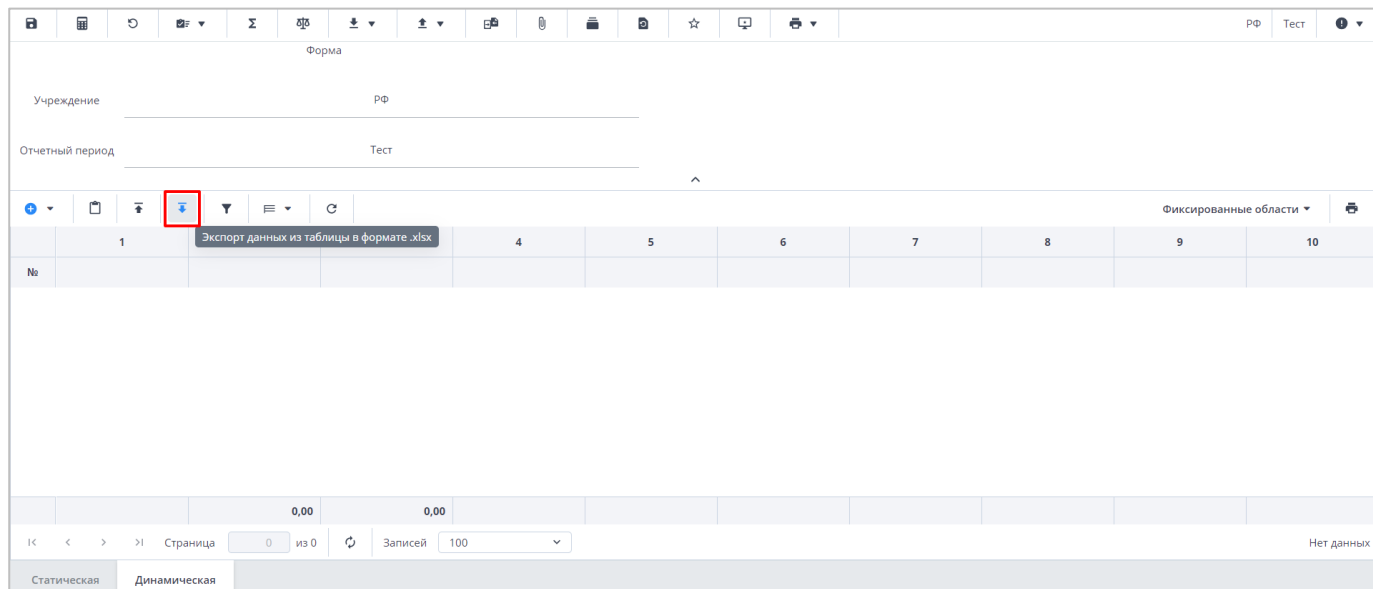 РФ Тест
Форма
Учреждение РФ
Отчетный период Тест
Фиксированные области
Экспорт данных из таблицы в формате .xlsx
1 4 5 6 7 8 9 10
№
0,00 0,00
Страница 0 из 0 Записей 100 Нет данных
Статическая Динамическая